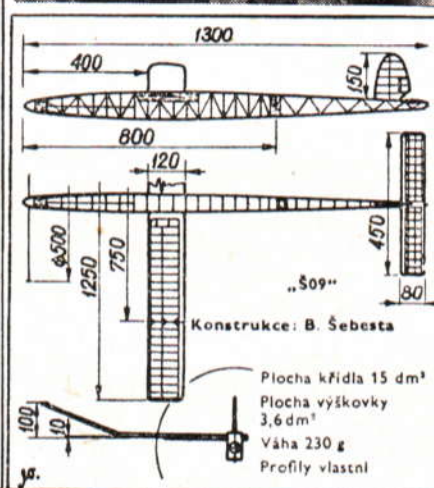 1300
400
150
800
120
450
φ500
1250
750
„Š09"
80
Konstrukce: B. Šebesta
Plocha křídla 15 dm²
Plocha výškovky
3,6 dm²
Váha 230 g
Profily vlastní
100
10